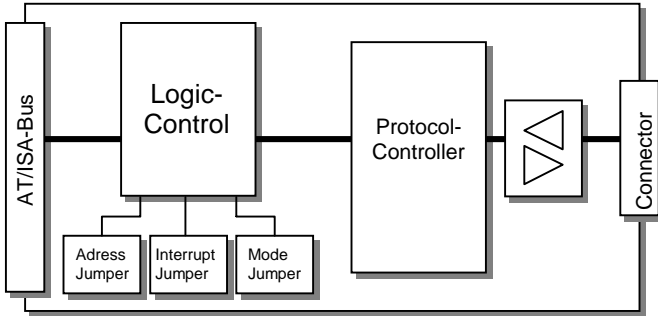 AT/ISA-Bus
Logic-
Control
Protocol-
Controller
Connector
Adress
Jumper
Interrupt
Jumper
Mode
Jumper